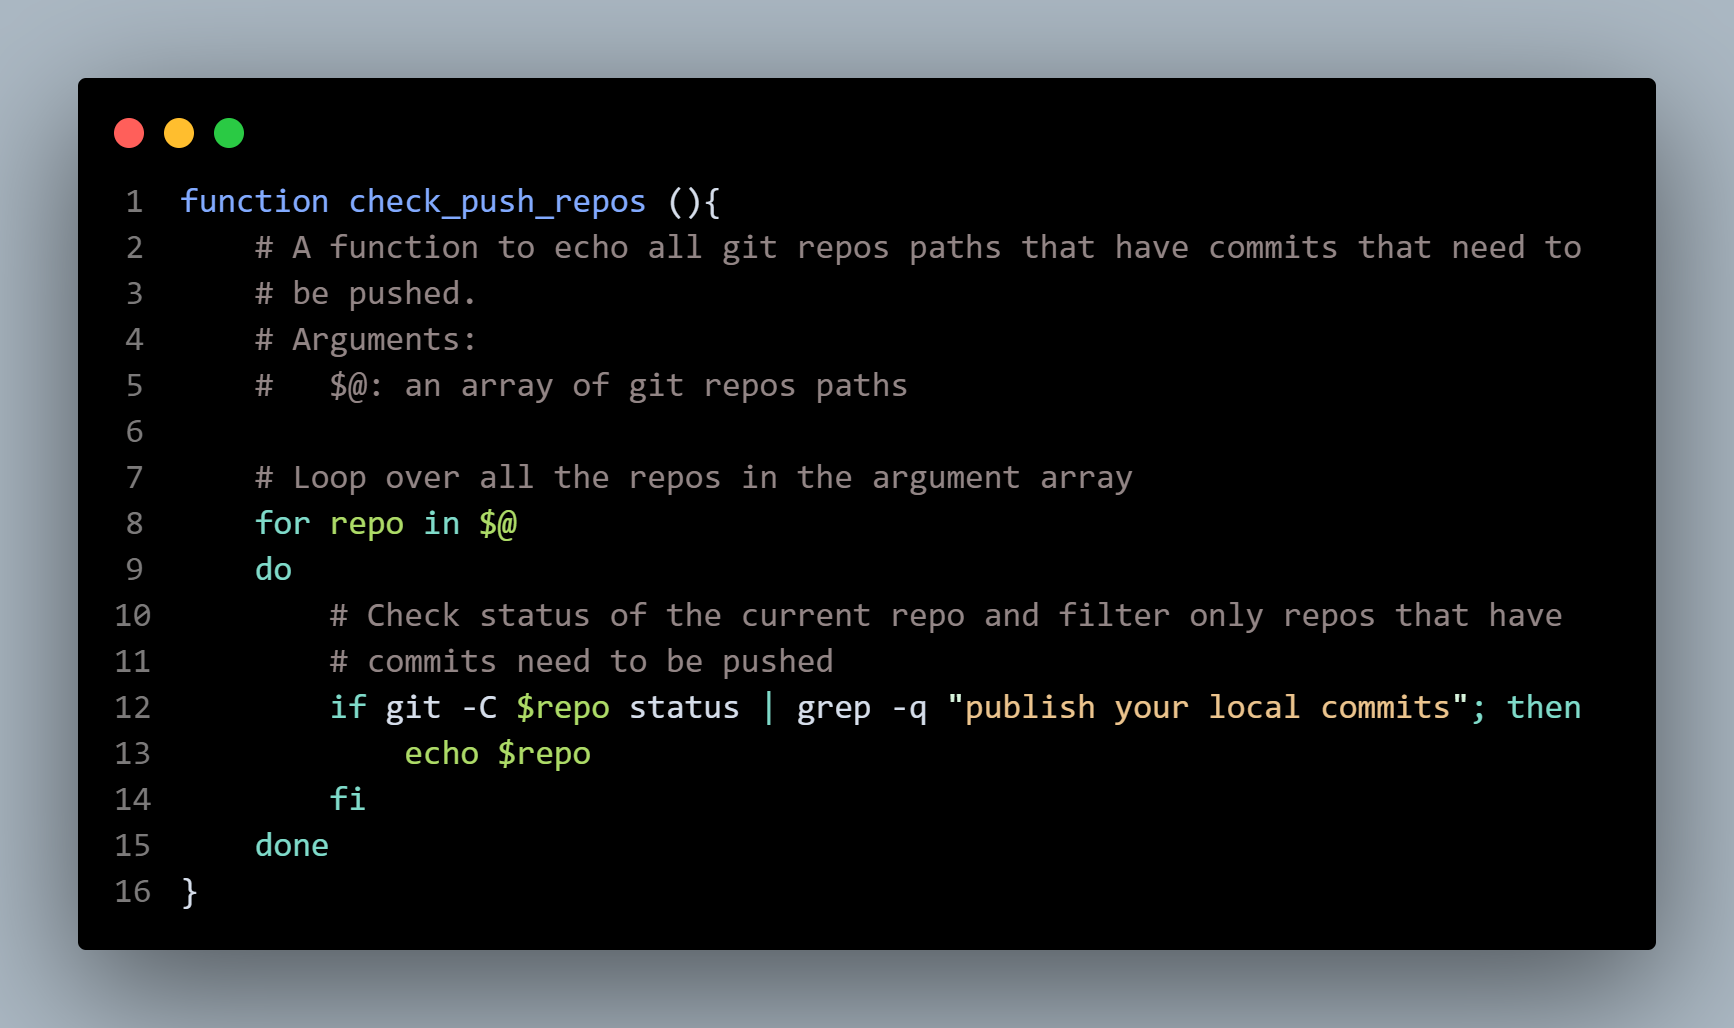 1 function check_push_repos (){
2     # A function to echo all git repos paths that have commits that need to
3     # be pushed.
4     # Arguments:
5     #   $@: an array of git repos paths
6
7     # Loop over all the repos in the argument array
8     for repo in $@
9     do
10         # Check status of the current repo and filter only repos that have
11         # commits need to be pushed
12         if git -C $repo status | grep -q "publish your local commits"; then
13             echo $repo
14         fi
15     done
16 }